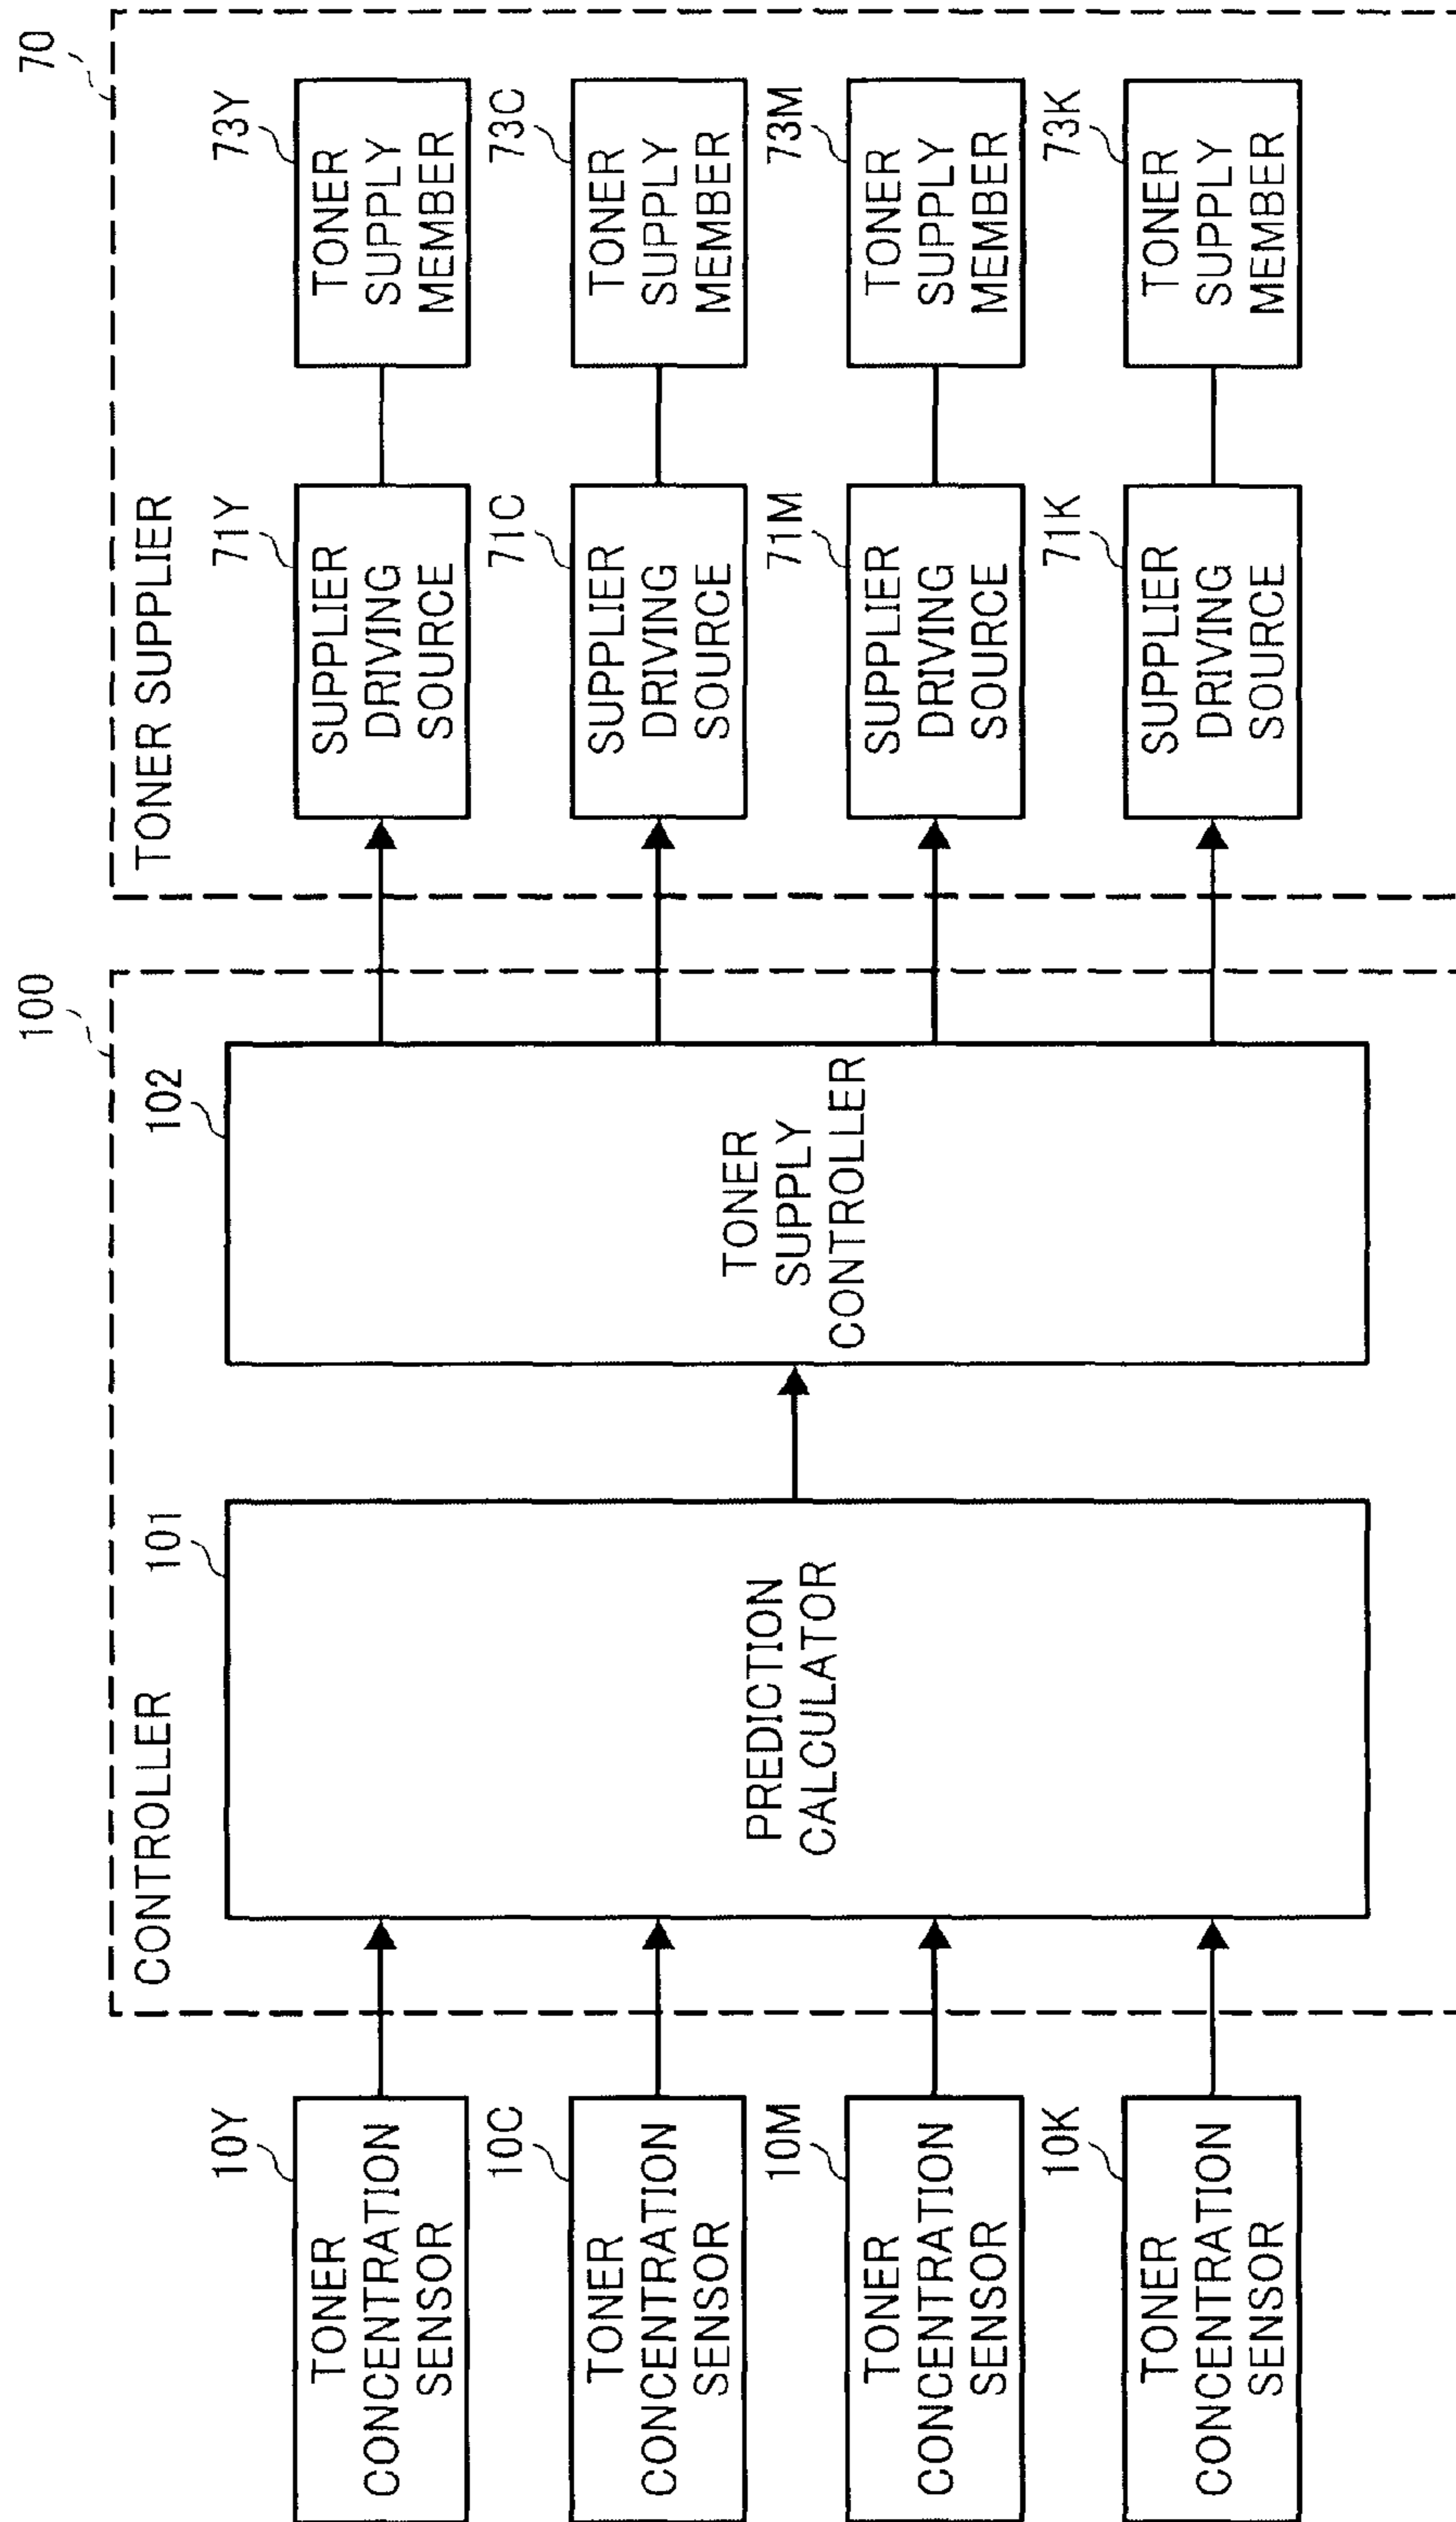 10Y
TONER
CONCENTRATION
SENSOR
10C
TONER
CONCENTRATION
SENSOR
10M
TONER
CONCENTRATION
SENSOR
10K
TONER
CONCENTRATION
SENSOR
100
CONTROLLER
101
PREDICTION
CALCULATOR
102
TONER
SUPPLY
CONTROLLER
70
TONER SUPPLIER
71Y
SUPPLIER
DRIVING
SOURCE
73Y
TONER
SUPPLY
MEMBER
71C
SUPPLIER
DRIVING
SOURCE
73C
TONER
SUPPLY
MEMBER
71M
SUPPLIER
DRIVING
SOURCE
73M
TONER
SUPPLY
MEMBER
71K
SUPPLIER
DRIVING
SOURCE
73K
TONER
SUPPLY
MEMBER